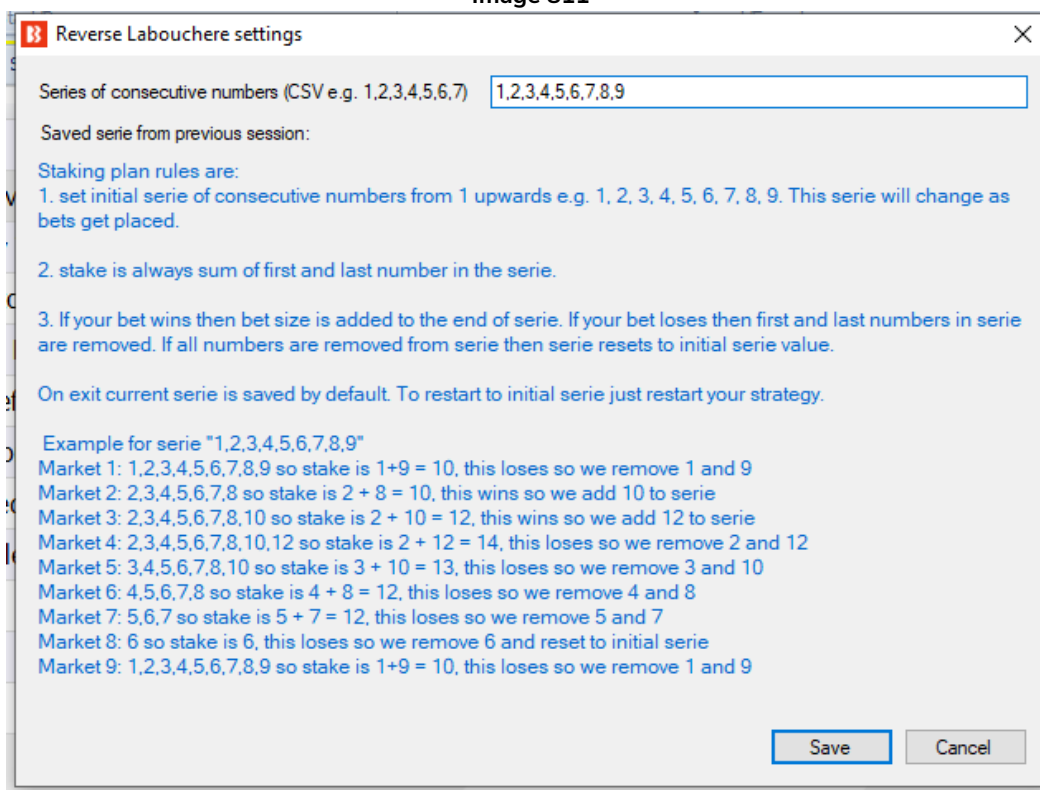 Reverse Labouchere settings
Series of consecutive numbers (CSV e.g. 1,2,3,4,5,6,7) 1,2,3,4,5,6,7,8,9
Saved serie from previous session:
Staking plan rules are:
1. set initial serie of consecutive numbers from 1 upwards e.g. 1, 2, 3, 4, 5, 6, 7, 8, 9. This serie will change as
bets get placed.
2. stake is always sum of first and last number in the serie.
3. If your bet wins then bet size is added to the end of serie. If your bet loses then first and last numbers in serie
are removed. If all numbers are removed from serie then serie resets to initial serie value.
On exit current serie is saved by default. To restart to initial serie just restart your strategy.
Example for serie "1,2,3,4,5,6,7,8,9"
Market 1: 1,2,3,4,5,6,7,8,9 so stake is 1+9 = 10, this loses so we remove 1 and 9
Market 2: 2,3,4,5,6,7,8 so stake is 2 + 8 = 10, this wins so we add 10 to serie
Market 3: 2,3,4,5,6,7,8,10 so stake is 2 + 10 = 12, this wins so we add 12 to serie
Market 4: 2,3,4,5,6,7,8,10,12 so stake is 2 + 12 = 14, this loses so we remove 2 and 12
Market 5: 3,4,5,6,7,8,10 so stake is 3 + 10 = 13, this loses so we remove 3 and 10
Market 6: 4,5,6,7,8 so stake is 4 + 8 = 12, this loses so we remove 4 and 8
Market 7: 5,6,7 so stake is 5 + 7 = 12, this loses so we remove 5 and 7
Market 8: 6 so stake is 6, this loses so we remove 6 and reset to initial serie
Market 9: 1,2,3,4,5,6,7,8,9 so stake is 1+9 = 10, this loses so we remove 1 and 9
Save Cancel